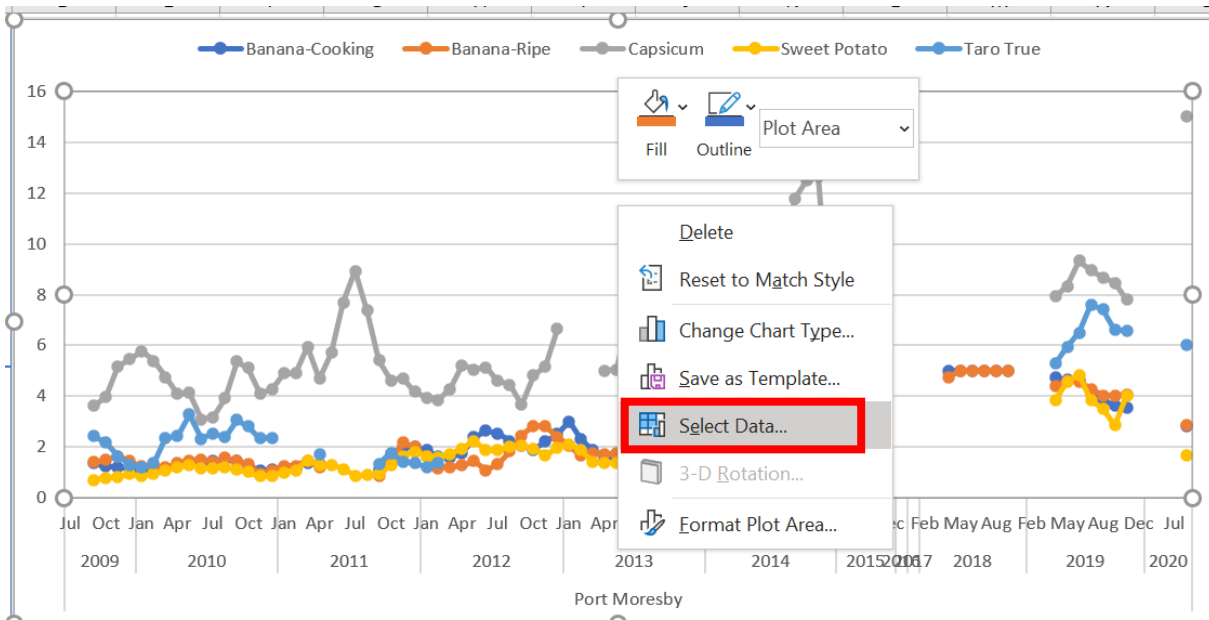 Banana-Cooking Banana-Ripe Capsicum Sweet Potato Taro True
16
14
12
10
8
6
4
2
0
Fill Outline Plot Area
Delete
Reset to Match Style
Change Chart Type...
Save as Template...
Select Data...
3-D Rotation...
Format Plot Area...
Jul Oct Jan Apr Jul Oct Jan Apr Jul Oct Jan Apr Jul Oct Jan Apr Feb May Aug Feb May Aug Dec Jul
2009 2010 2011 2012 2013 2014 2015 2018 2019 2020
Port Moresby